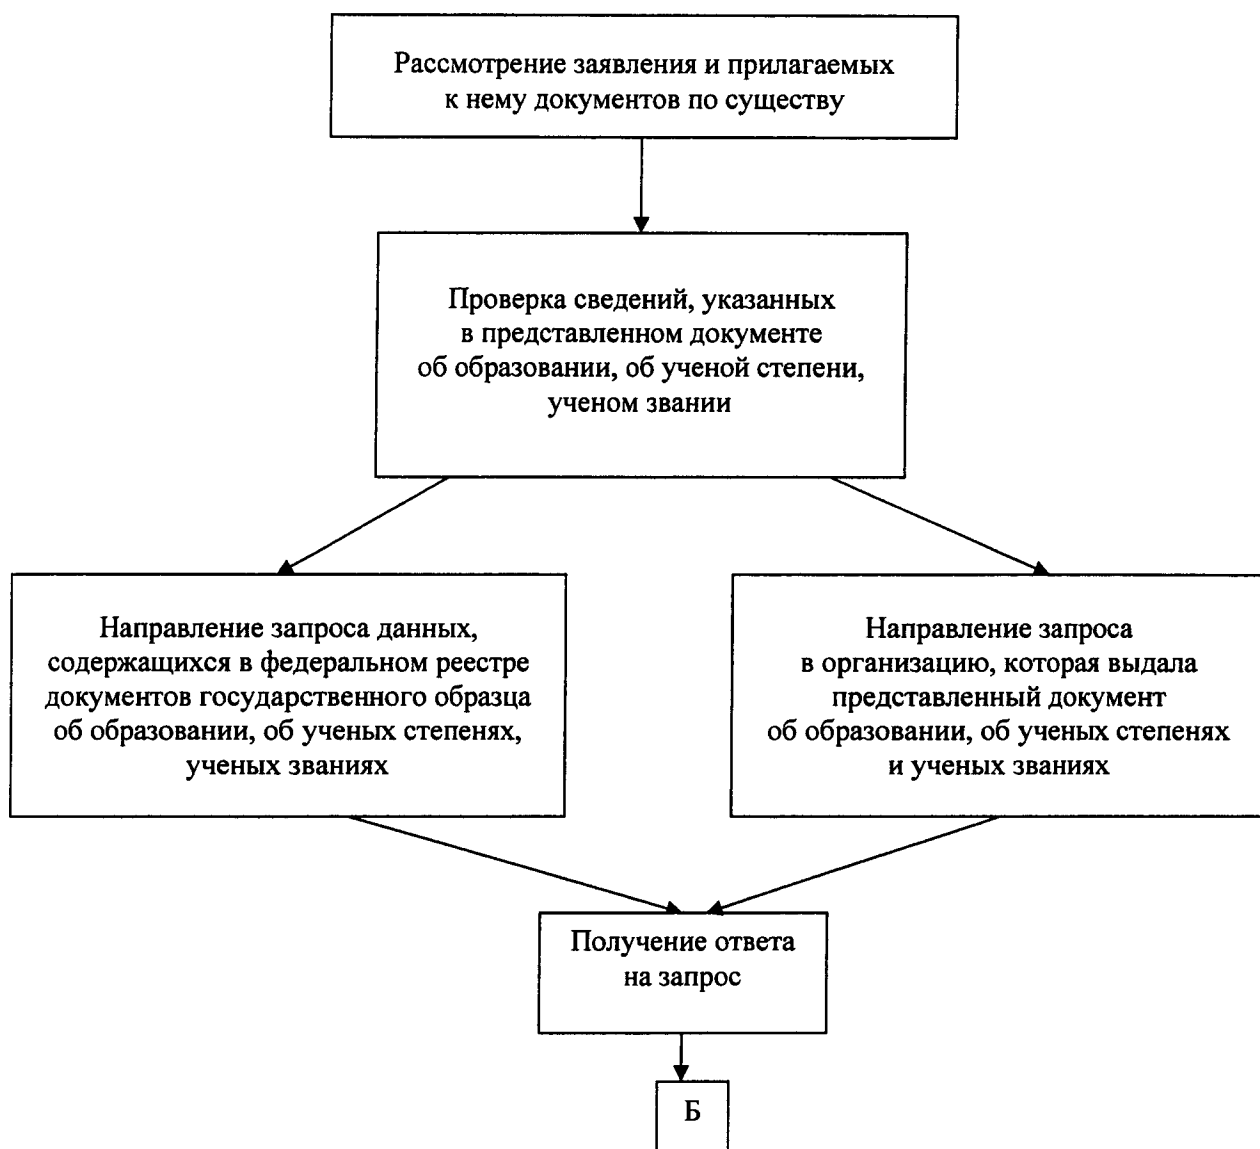 Рассмотрение заявления и прилагаемых
к нему документов по существу
Проверка сведений, указанных
в представленном документе
об образовании, об ученой степени,
ученом звании
Направление запроса данных,
содержащихся в федеральном реестре
документов государственного образца
об образовании, об ученых степенях,
ученых званиях
Направление запроса
в организацию, которая выдала
представленный документ
об образовании, об ученых степенях
и ученых званиях
Получение ответа
на запрос
Б